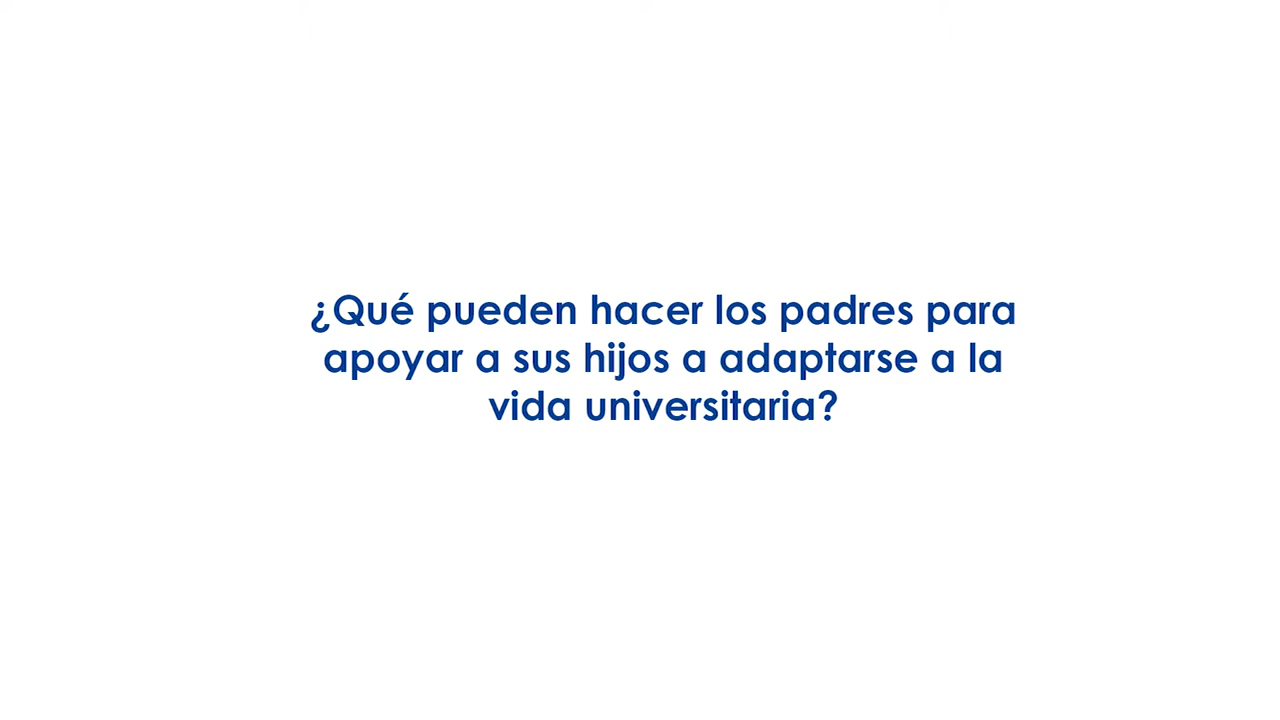 ¿Qué pueden hacer los padres para
apoyar a sus hijos a adaptarse a la
vida universitaria?